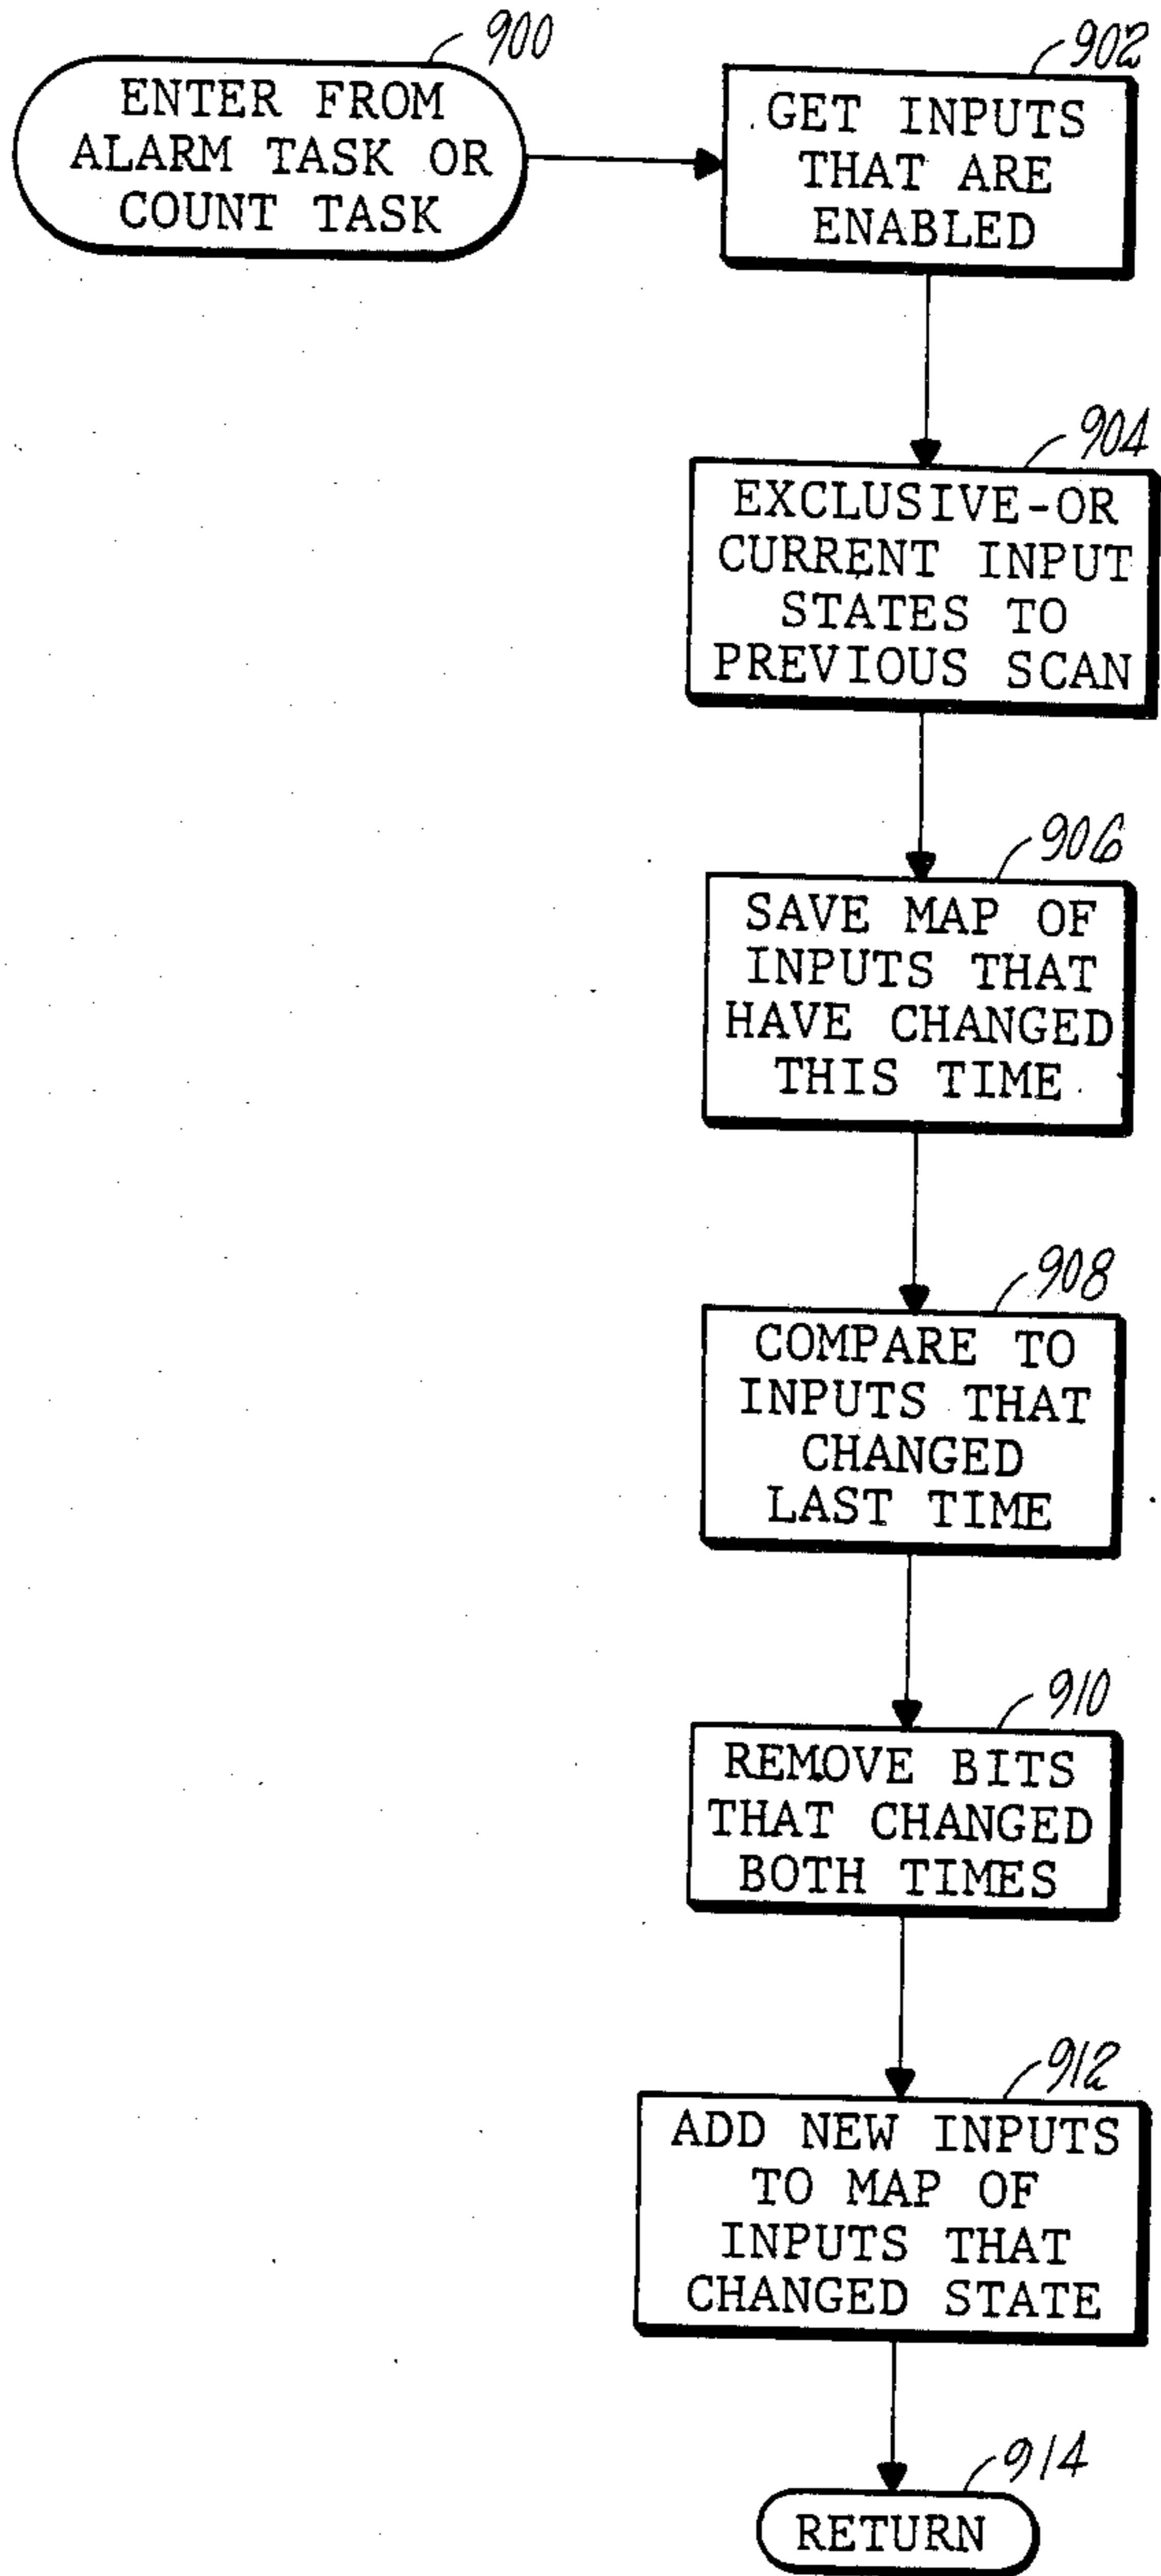 900
ENTER FROM
ALARM TASK OR
COUNT TASK
902
GET INPUTS
THAT ARE
ENABLED
904
EXCLUSIVE-OR
CURRENT INPUT
STATES TO
PREVIOUS SCAN
906
SAVE MAP OF
INPUTS THAT
HAVE CHANGED
THIS TIME
908
COMPARE TO
INPUTS THAT
CHANGED
LAST TIME
910
REMOVE BITS
THAT CHANGED
BOTH TIMES
912
ADD NEW INPUTS
TO MAP OF
INPUTS THAT
CHANGED STATE
914
RETURN